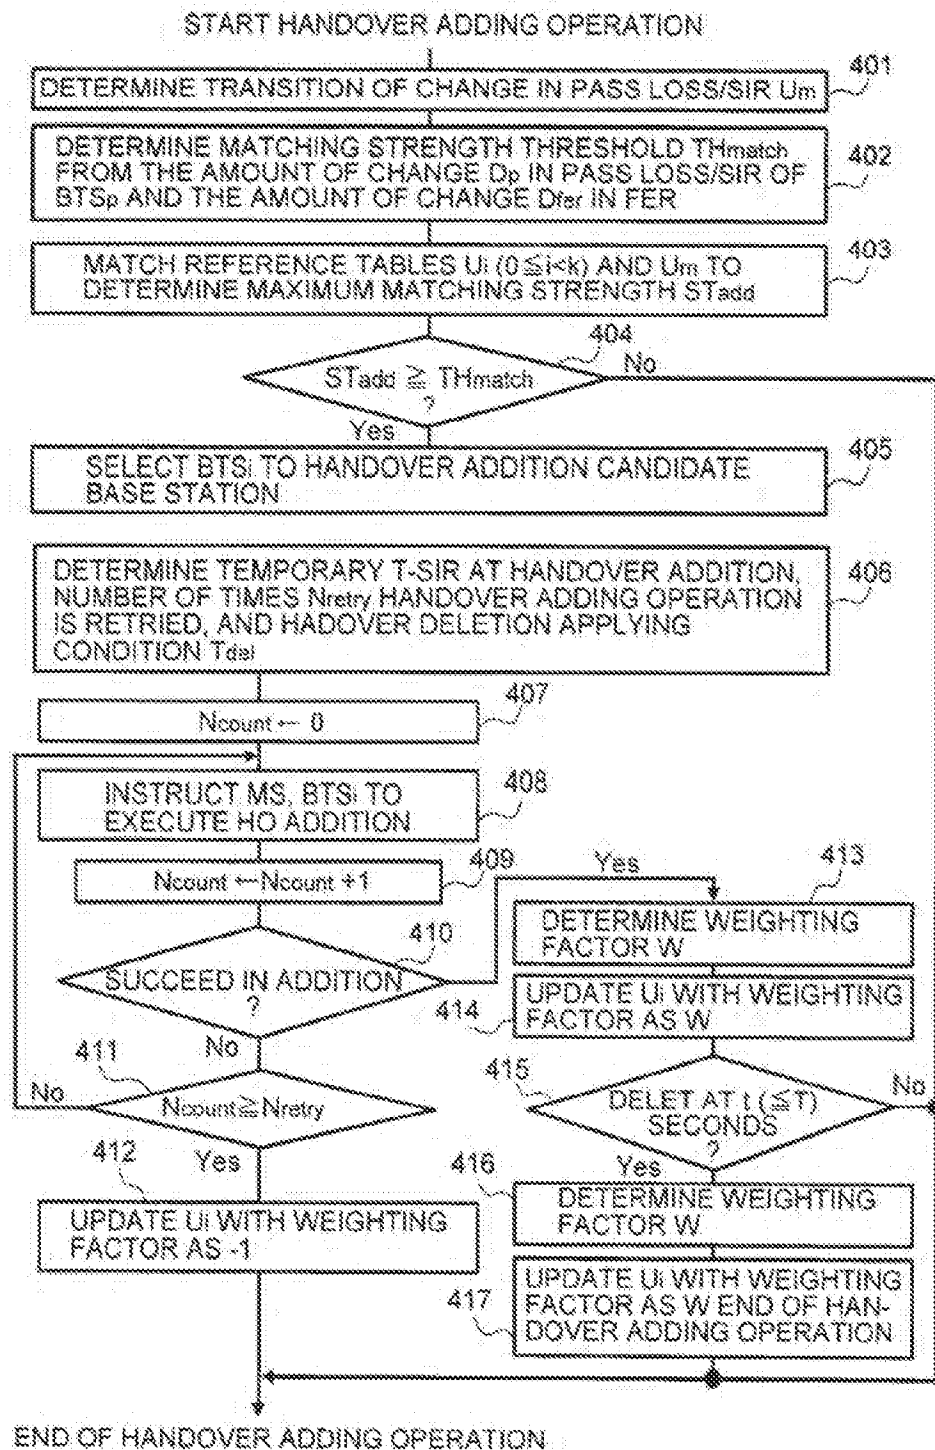 START HANDOVER ADDING OPERATION
401
DETERMINE TRANSITION OF CHANGE IN PASS LOSS/SIR Um
402
DETERMINE MATCHING STRENGTH THRESHOLD THmatch
FROM THE AMOUNT OF CHANGE Dp IN PASS LOSS/SIR OF
BTSp AND THE AMOUNT OF CHANGE Dfer IN FER
403
MATCH REFERENCE TABLES Ui (0≦i<k) AND Um TO
DETERMINE MAXIMUM MATCHING STRENGTH STadd
404
STadd ≧ THmatch
?
No
Yes
405
SELECT BTSi TO HANDOVER ADDITION CANDIDATE
BASE STATION
406
DETERMINE TEMPORARY T-SIR AT HANDOVER ADDITION,
NUMBER OF TIMES Nretry HANDOVER ADDING OPERATION
IS RETRIED, AND HADOVER DELETION APPLYING
CONDITION Tdel
407
Ncount ← 0
408
INSTRUCT MS, BTSi TO
EXECUTE HO ADDITION
409
Ncount ←Ncount +1
410
SUCCEED IN ADDITION
?
Yes
No
411
Ncount≧Nretry
No
Yes
412
UPDATE Ui WITH WEIGHTING
FACTOR AS -1
413
DETERMINE WEIGHTING
FACTOR W
414
UPDATE Ui WITH WEIGHTING
FACTOR AS W
415
DELET AT t (≦T)
SECONDS
?
No
Yes
416
DETERMINE WEIGHTING
FACTOR W
417
UPDATE Ui WITH WEIGHTING
FACTOR AS W END OF HAN-
DOVER ADDING OPERATION
END OF HANDOVER ADDING OPERATION